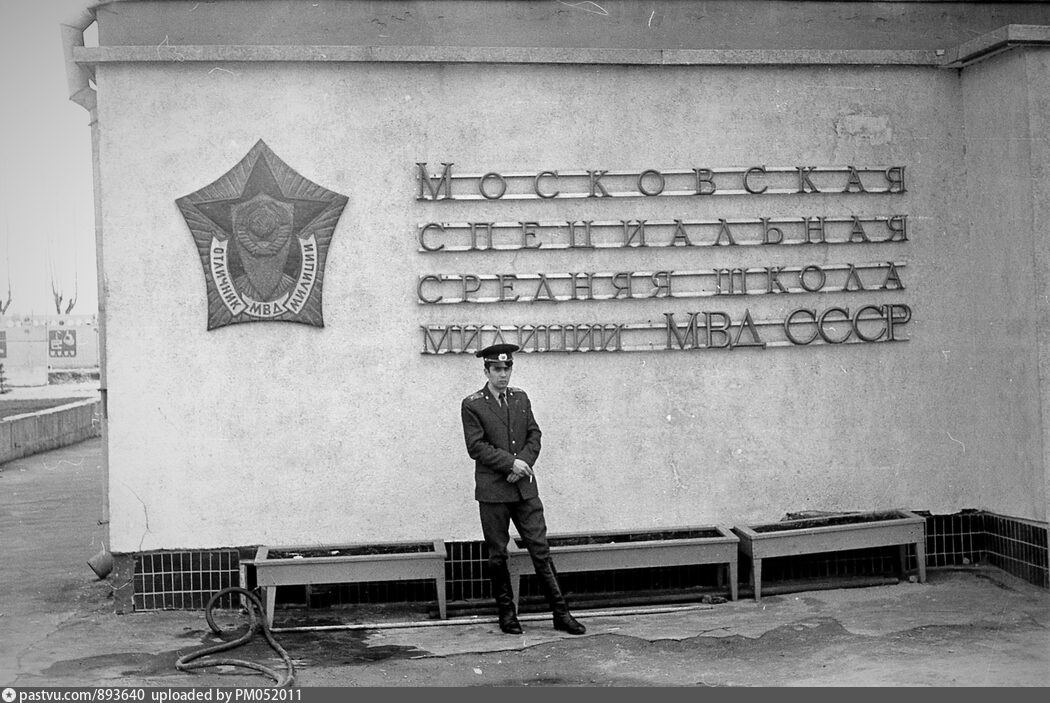 Московская
специальная
средняя школа
милиции МВД СССР
ОТЛИЧНИК
МВД
МИЛИЦИИ
pastvu.com/893640 uploaded by PM052011